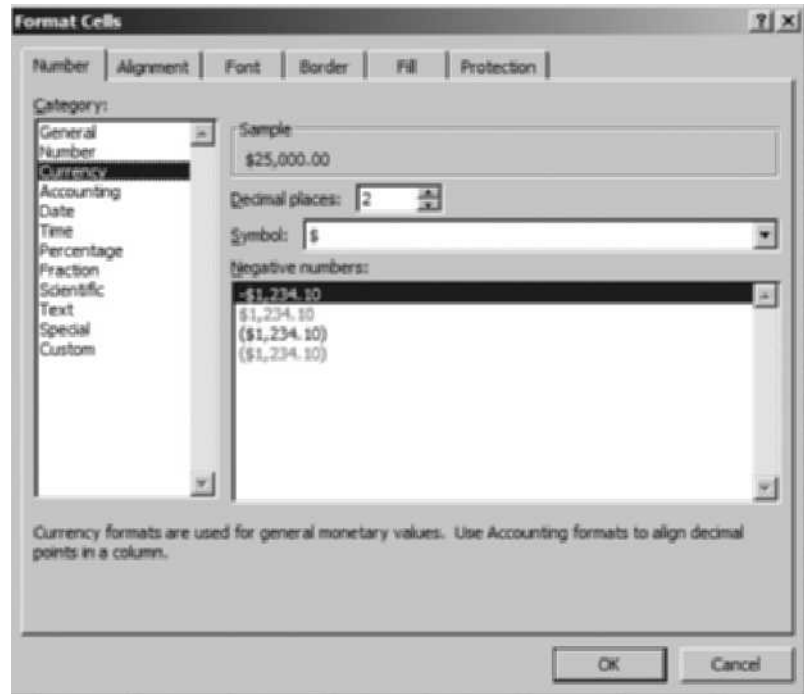 Format Cells
Number Alignment Font Border Fill Protection
Category:
General
Number
Currency
Accounting
Date
Time
Percentage
Fraction
Scientific
Text
Special
Custom
Sample
$25,000.00
Decimal places: 2
Symbol: $
Negative numbers:
-$1,234.10
$1,234.10
($1,234.10)
($1,234.10)
Currency formats are used for general monetary values. Use Accounting formats to align decimal
points in a column.
OK Cancel